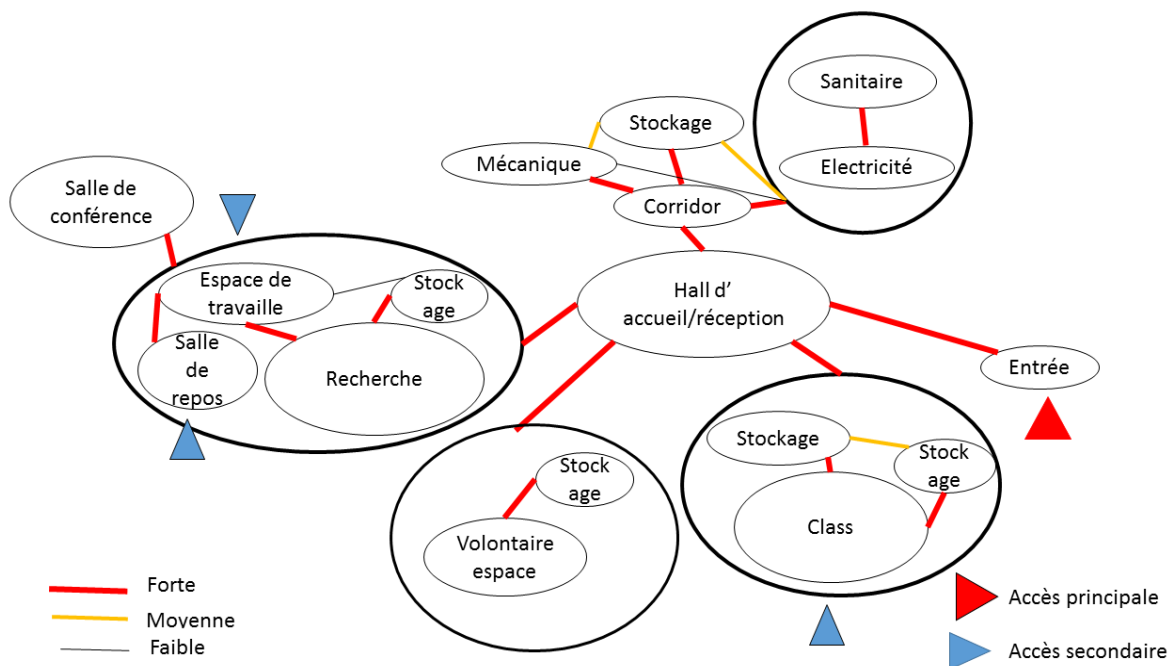 Sanitaire
Stockage
Mécanique
Electricité
Salle de
conférence
Corridor
Espace de
travaille
Stock
age
Hall d’
accueil/réception
Salle
de
repos
Recherche
Entrée
Stockage
Stock
age
Stock
age
Class
Volontaire
espace
Forte
Moyenne
Faible
Accès principale
Accès secondaire